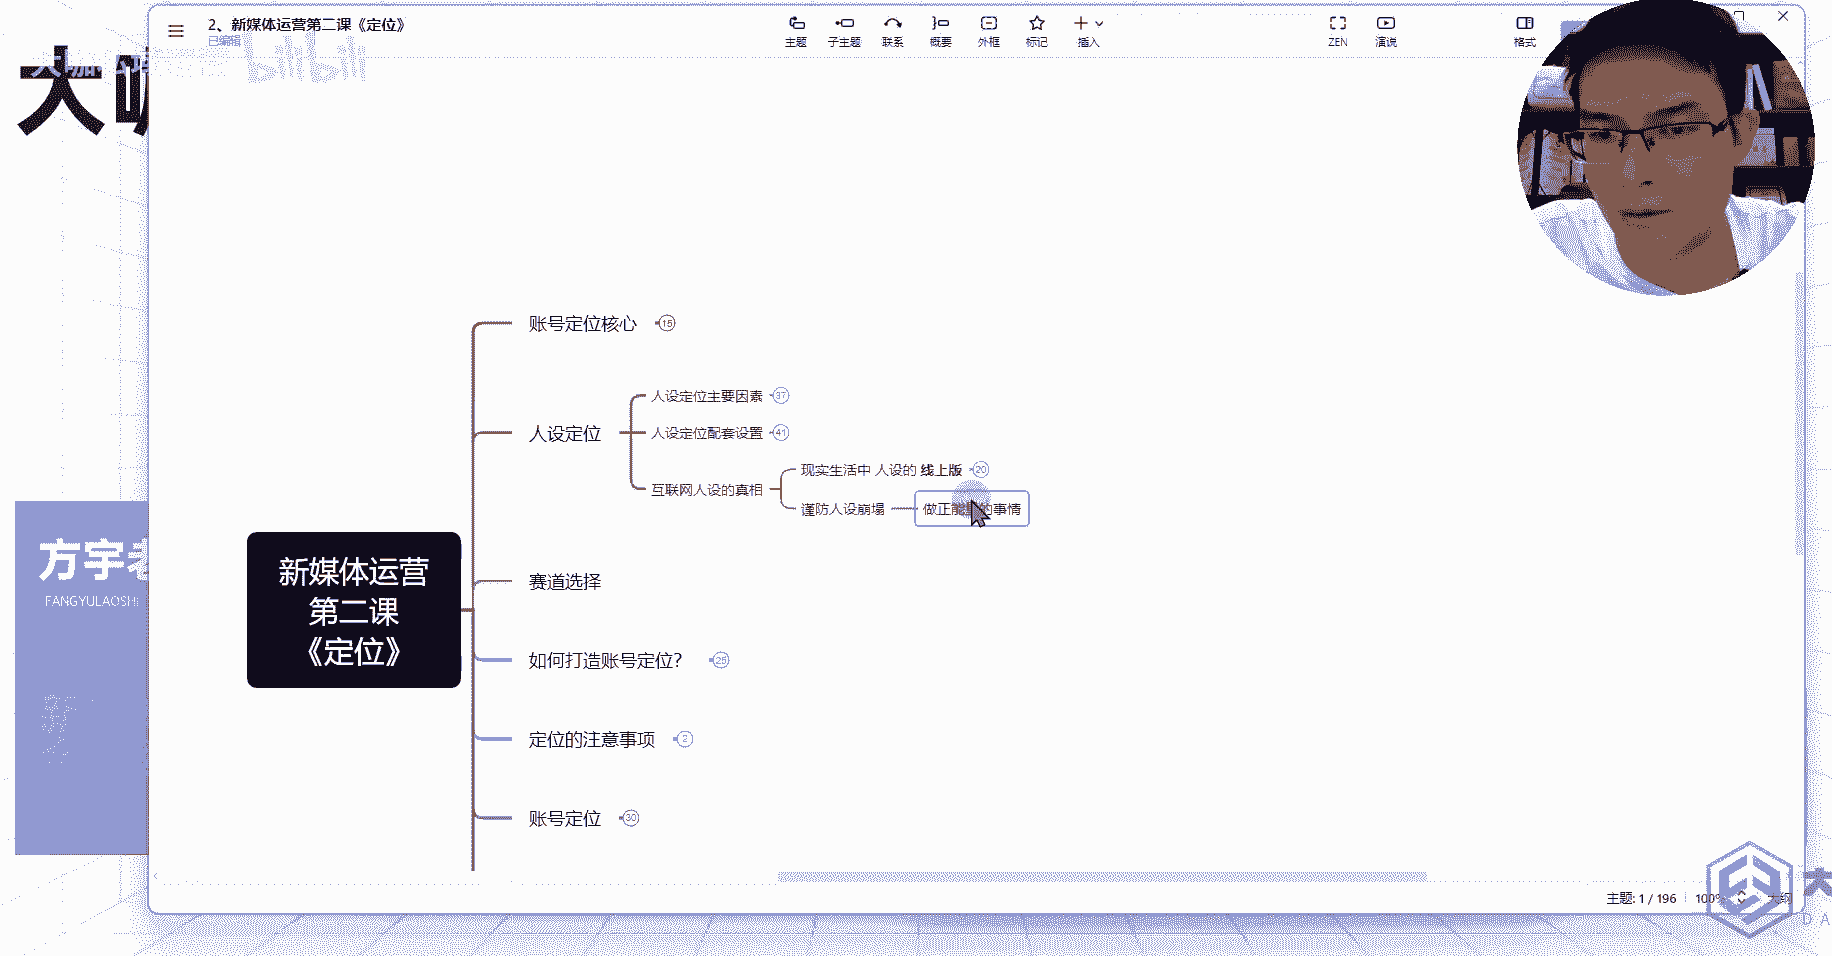 2、新媒体运营第二课《定位》
已编辑
主题
子主题
联系
概要
外框
标记
插入
ZEN
演说
格式
bilibili
大咖
账号定位核心
15
人设定位
人设定位主要因素
37
人设定位配套设置
41
互联网人设的真相
现实生活中 人设的 线上版
20
谨防人设崩塌
做正能量的事情
新媒体运营
第二课
《定位》
赛道选择
如何打造账号定位？
25
定位的注意事项
2
账号定位
30
方宇老
FANGYULAOSHI
主题: 1 / 196
100%
大纲
DA